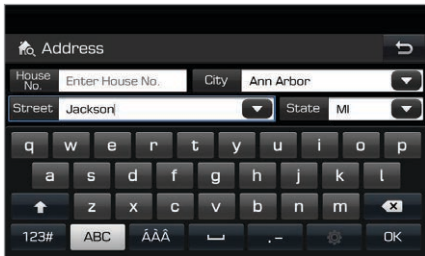 Address
House No. Enter House No. City Ann Arbor
Street Jackson State MI
q w e r t y u i o p
a s d f g h j k l
z x c v b n m
123# ABC ÁÀÂ .- OK